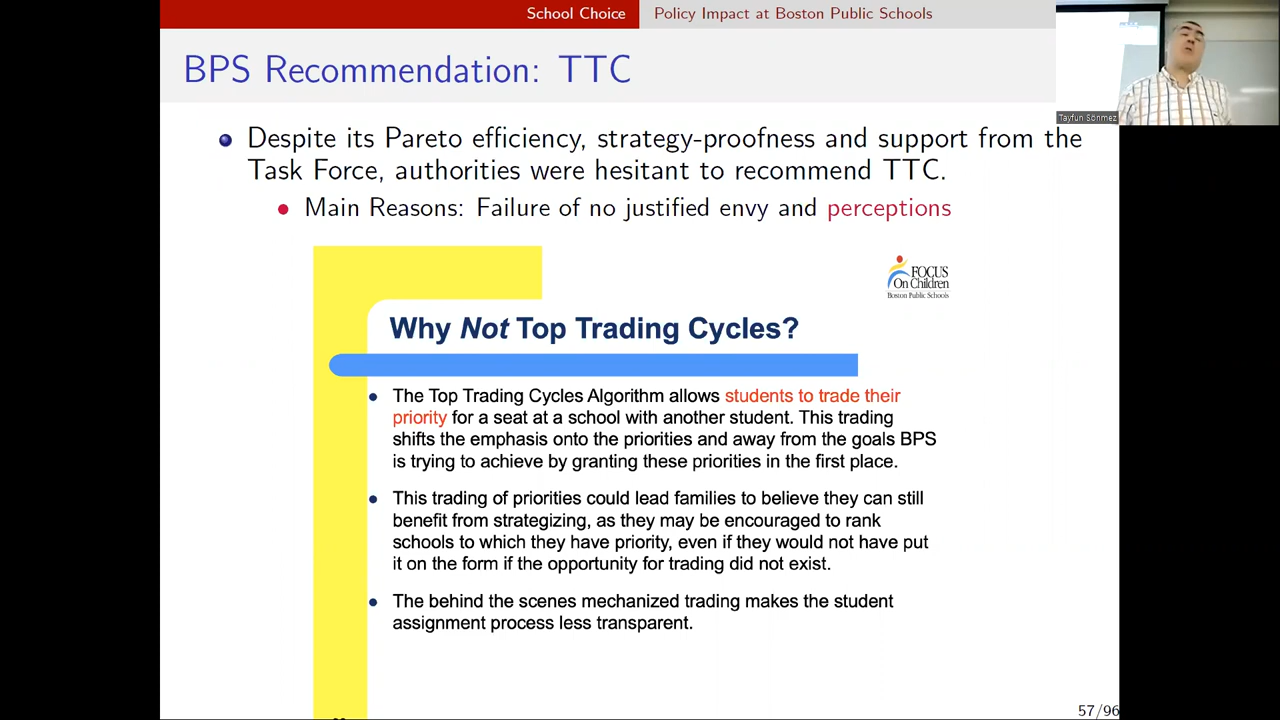 School Choice Policy Impact at Boston Public Schools
BPS Recommendation: TTC
Tayfun Sönmez
Despite its Pareto efficiency, strategy-proofness and support from the
Task Force, authorities were hesitant to recommend TTC.
Main Reasons: Failure of no justified envy and perceptions
FOCUS
On Children
Boston Public Schools
Why Not Top Trading Cycles?
The Top Trading Cycles Algorithm allows students to trade their
priority for a seat at a school with another student. This trading
shifts the emphasis onto the priorities and away from the goals BPS
is trying to achieve by granting these priorities in the first place.
This trading of priorities could lead families to believe they can still
benefit from strategizing, as they may be encouraged to rank
schools to which they have priority, even if they would not have put
it on the form if the opportunity for trading did not exist.
The behind the scenes mechanized trading makes the student
assignment process less transparent.
57/96